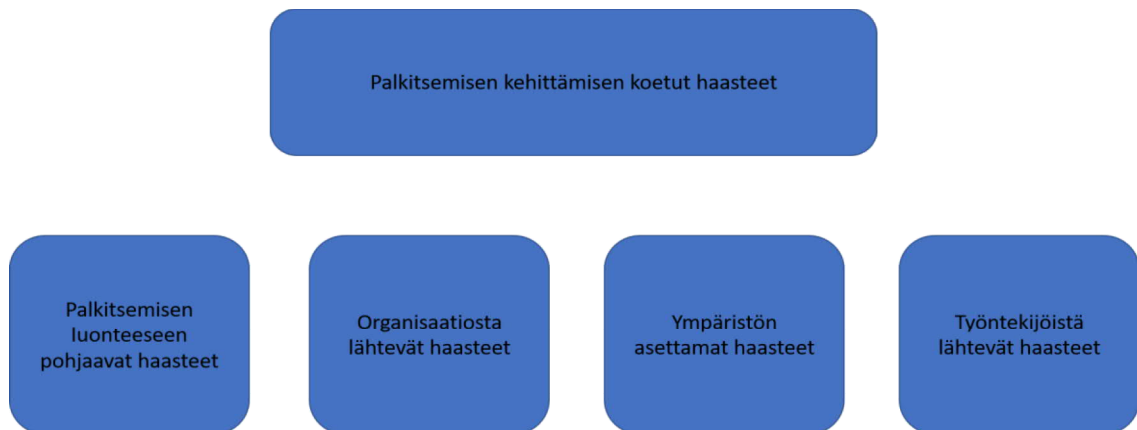 Palkitsemisen kehittämisen koetut haasteet
Palkitsemisen
luonteeseen
pohjaavat haasteet
Organisaatiosta
lähtevät haasteet
Ympäristön
asettamat haasteet
Työntekijöistä
lähtevät haasteet